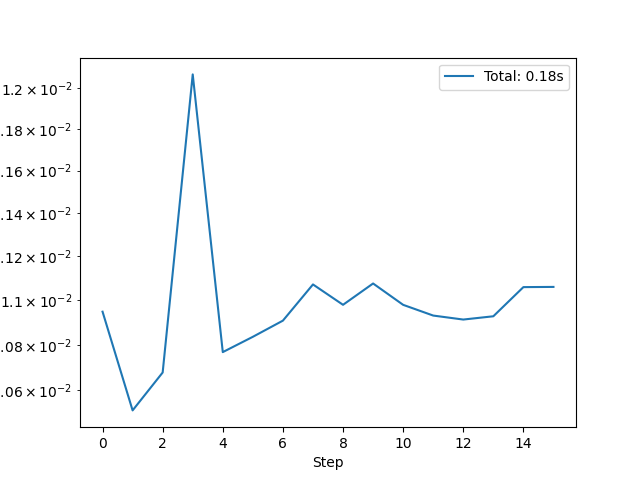 Total: 0.18s
1.2 × 10⁻²
.18 × 10⁻²
.16 × 10⁻²
.14 × 10⁻²
.12 × 10⁻²
1.1 × 10⁻²
.08 × 10⁻²
.06 × 10⁻²
0 2 4 6 8 10 12 14
Step